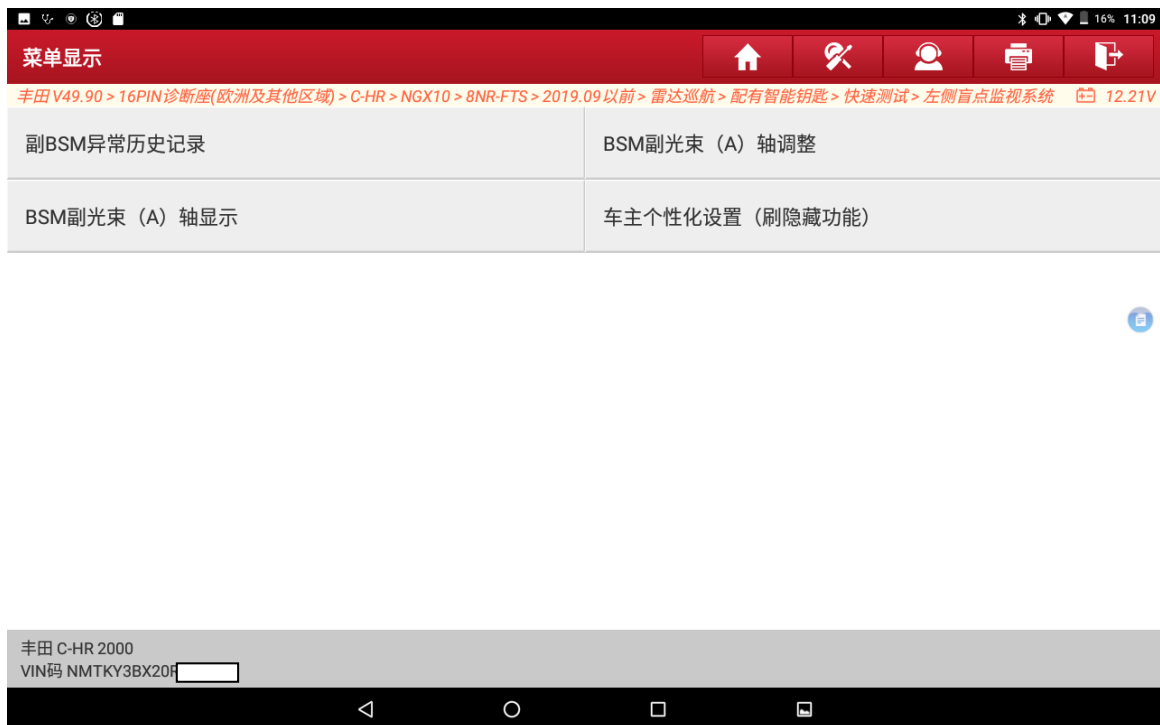 16% 11:09
菜单显示
丰田 V49.90 > 16PIN诊断座(欧洲及其他区域) > C-HR > NGX10 > 8NR-FTS > 2019.09以前 > 雷达巡航 > 配有智能钥匙 > 快速测试 > 左侧盲点监视系统 12.21V
副BSM异常历史记录
BSM副光束（A）轴调整
BSM副光束（A）轴显示
车主个性化设置（刷隐藏功能）
丰田 C-HR 2000
VIN码 NMTKY3BX20R